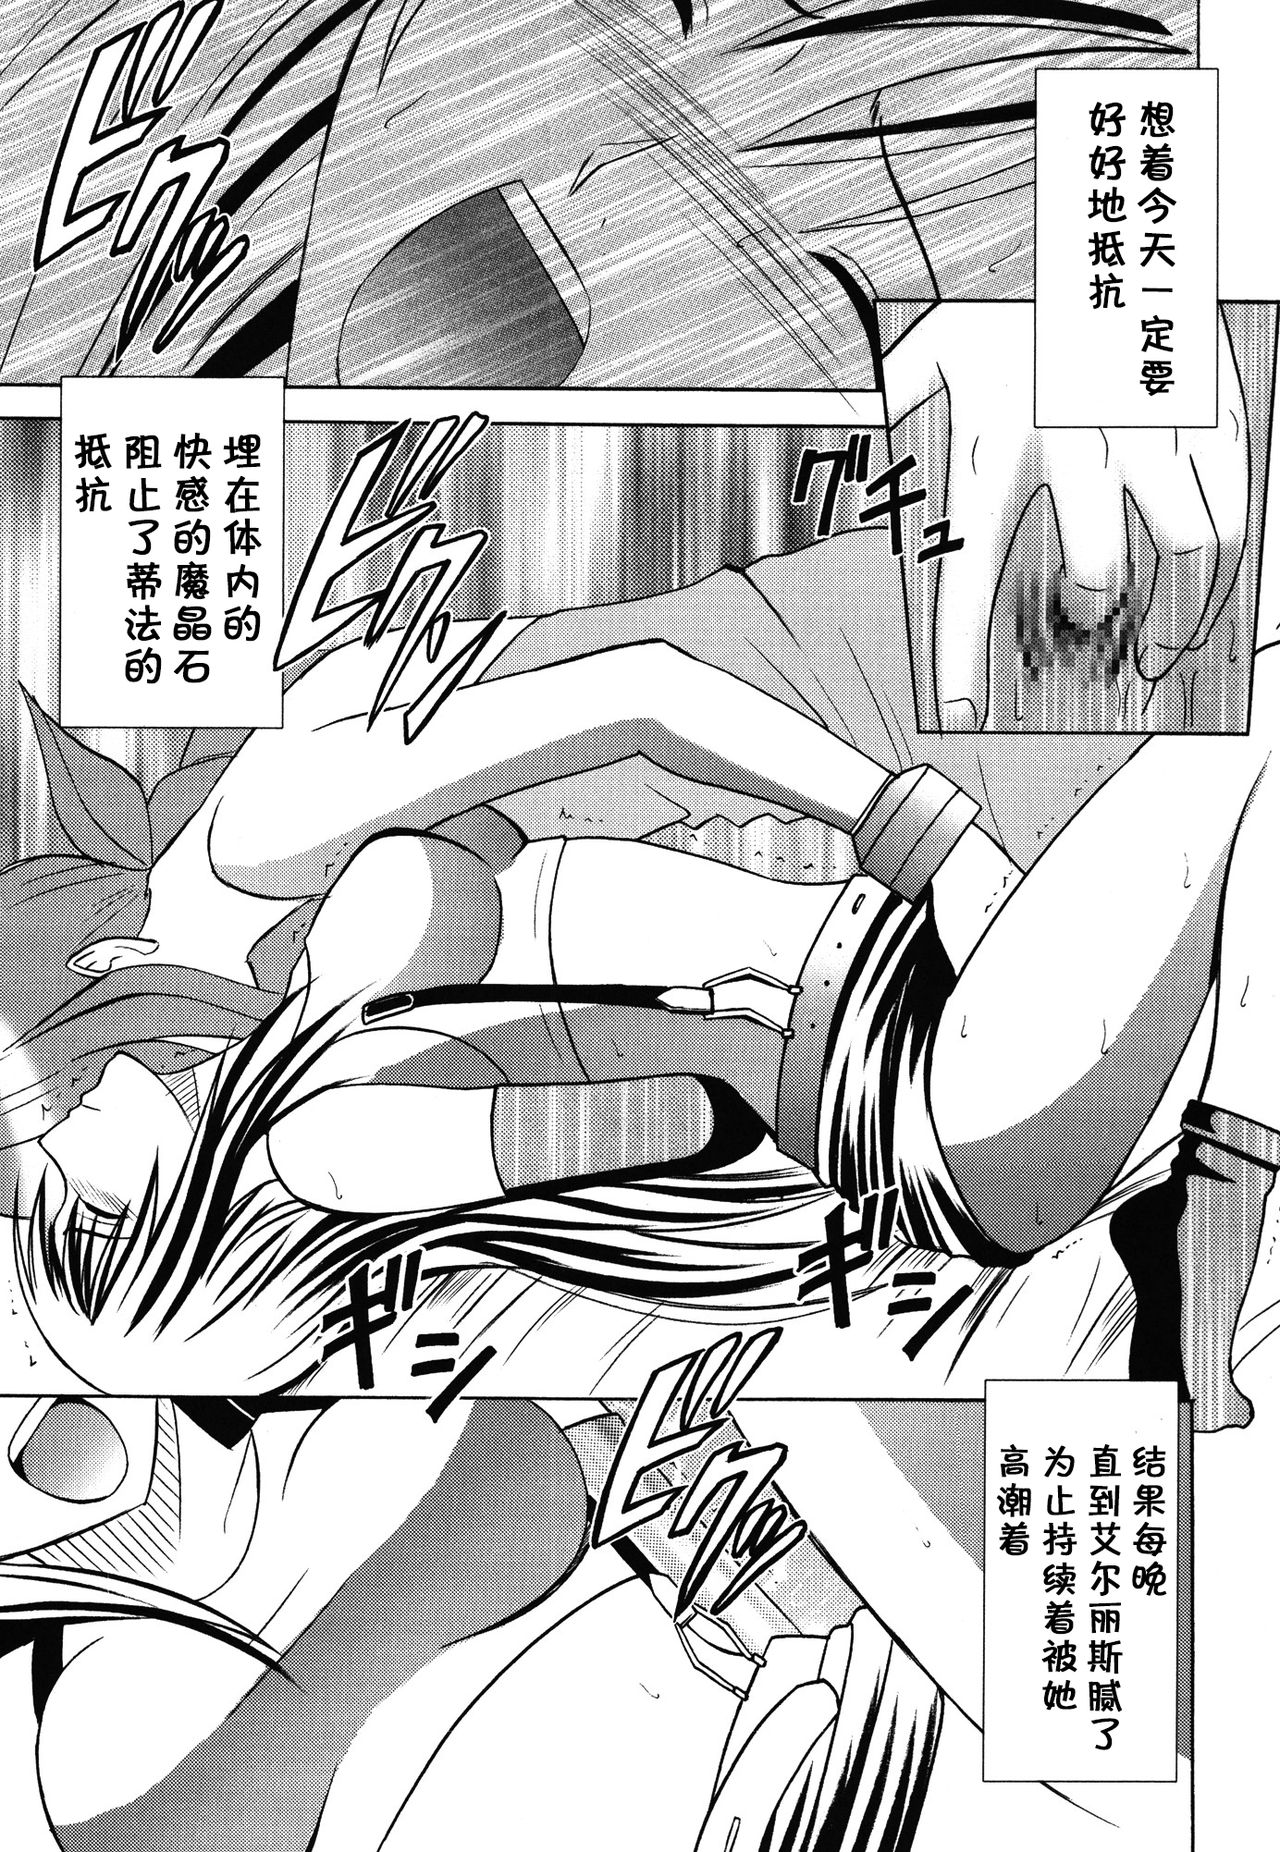 想着今天一定要
好好地抵抗
ビクッ
グチュ
埋在体内的
快感的魔晶石
阻止了蒂法的
抵抗
ビクン
ギシ
ギシ
结果每晚
直到艾尔丽斯腻了
为止持续着被她
高潮着
ビクッ